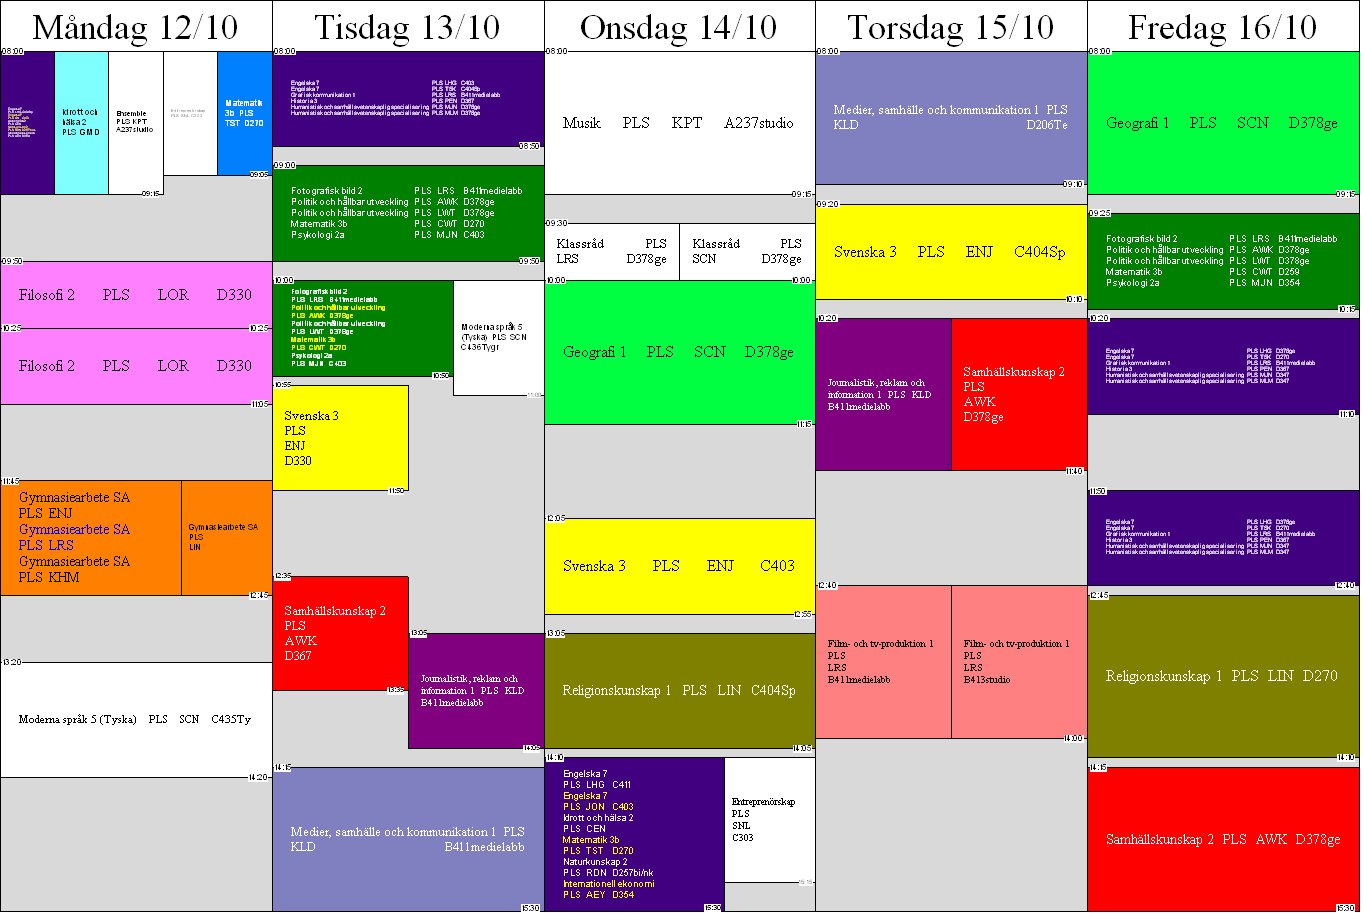 Måndag 12/10
08:00
Idrott och
hälsa 2
PLS GMD
Ensemble
PLS KPT
A237studio
09:15
Matematik
3b PLS
TST D270
09:05
09:50
Filosofi 2 PLS LOR D330
10:25
10:25
Filosofi 2 PLS LOR D330
11:05
11:45
Gymnasiearbete SA
PLS ENJ
Gymnasiearbete SA
PLS LRS
Gymnasiearbete SA
PLS KHM
Gymnasiearbete SA
PLS
LIN
12:45
13:20
Moderna språk 5 (Tyska) PLS SCN C435Ty
14:20
Tisdag 13/10
08:00
Engelska 7 PLS LHG C403
Engelska 7 PLS TSK C404Sp
Grafisk kommunikation 1 PLS LRS B411medielabb
Historia 3 PLS PEN D367
Humanistisk och samhällsvetenskaplig specialisering PLS MJN D378ge
Humanistisk och samhällsvetenskaplig specialisering PLS MLM D378ge
08:50
09:00
Fotografisk bild 2 PLS LRS B411medielabb
Politik och hållbar utveckling PLS AWK D378ge
Politik och hållbar utveckling PLS LWT D378ge
Matematik 3b PLS CWT D270
Psykologi 2a PLS MJN C403
09:50
10:00
Fotografisk bild 2
PLS LRS B411medielabb
Politik och hållbar utveckling
PLS AWK D378ge
Politik och hållbar utveckling
PLS LWT D378ge
Matematik 3b
PLS CWT D270
Psykologi 2a
PLS MJN C403
10:50
Moderna språk 5
(Tyska) PLS SCN
C436Tygr
11:00
10:55
Svenska 3
PLS
ENJ
D330
11:50
12:35
Samhällskunskap 2
PLS
AWK
D367
13:35
13:05
Journalistik, reklam och
information 1 PLS KLD
B411medielabb
14:05
14:15
Medier, samhälle och kommunikation 1 PLS
KLD B411medielabb
15:30
Onsdag 14/10
08:00
Musik PLS KPT A237studio
09:15
09:30
Klassråd PLS
LRS D378ge
Klassråd PLS
SCN D378ge
10:00
10:00
Geografi 1 PLS SCN D378ge
11:15
12:05
Svenska 3 PLS ENJ C403
12:55
13:05
Religionskunskap 1 PLS LIN C404Sp
14:05
14:10
Engelska 7
PLS LHG C411
Engelska 7
PLS JON C403
Idrott och hälsa 2
PLS CEN
Matematik 3b
PLS TST D270
Naturkunskap 2
PLS RDN D257bi/nk
Internationell ekonomi
PLS AEY D354
15:30
Entreprenörskap
PLS
SNL
C303
15:15
Torsdag 15/10
08:00
Medier, samhälle och kommunikation 1 PLS
KLD D206Te
09:10
09:20
Svenska 3 PLS ENJ C404Sp
10:10
10:20
Journalistik, reklam och
information 1 PLS KLD
B411medielabb
Samhällskunskap 2
PLS
AWK
D378ge
11:40
12:40
Film- och tv-produktion 1
PLS
LRS
B411medielabb
Film- och tv-produktion 1
PLS
LRS
B413studio
14:00
Fredag 16/10
08:00
Geografi 1 PLS SCN D378ge
09:15
09:25
Fotografisk bild 2 PLS LRS B411medielabb
Politik och hållbar utveckling PLS AWK D378ge
Politik och hållbar utveckling PLS LWT D378ge
Matematik 3b PLS CWT D259
Psykologi 2a PLS MJN D354
10:15
10:20
Engelska 7 PLS LHG D378ge
Engelska 7 PLS TSK D270
Grafisk kommunikation 1 PLS LRS B411medielabb
Historia 3 PLS PEN D367
Humanistisk och samhällsvetenskaplig specialisering PLS MJN D347
Humanistisk och samhällsvetenskaplig specialisering PLS MLM D347
11:10
11:50
Engelska 7 PLS LHG D378ge
Engelska 7 PLS TSK D270
Grafisk kommunikation 1 PLS LRS B411medielabb
Historia 3 PLS PEN D367
Humanistisk och samhällsvetenskaplig specialisering PLS MJN D347
Humanistisk och samhällsvetenskaplig specialisering PLS MLM D347
12:40
12:45
Religionskunskap 1 PLS LIN D270
14:10
14:15
Samhällskunskap 2 PLS AWK D378ge
15:30